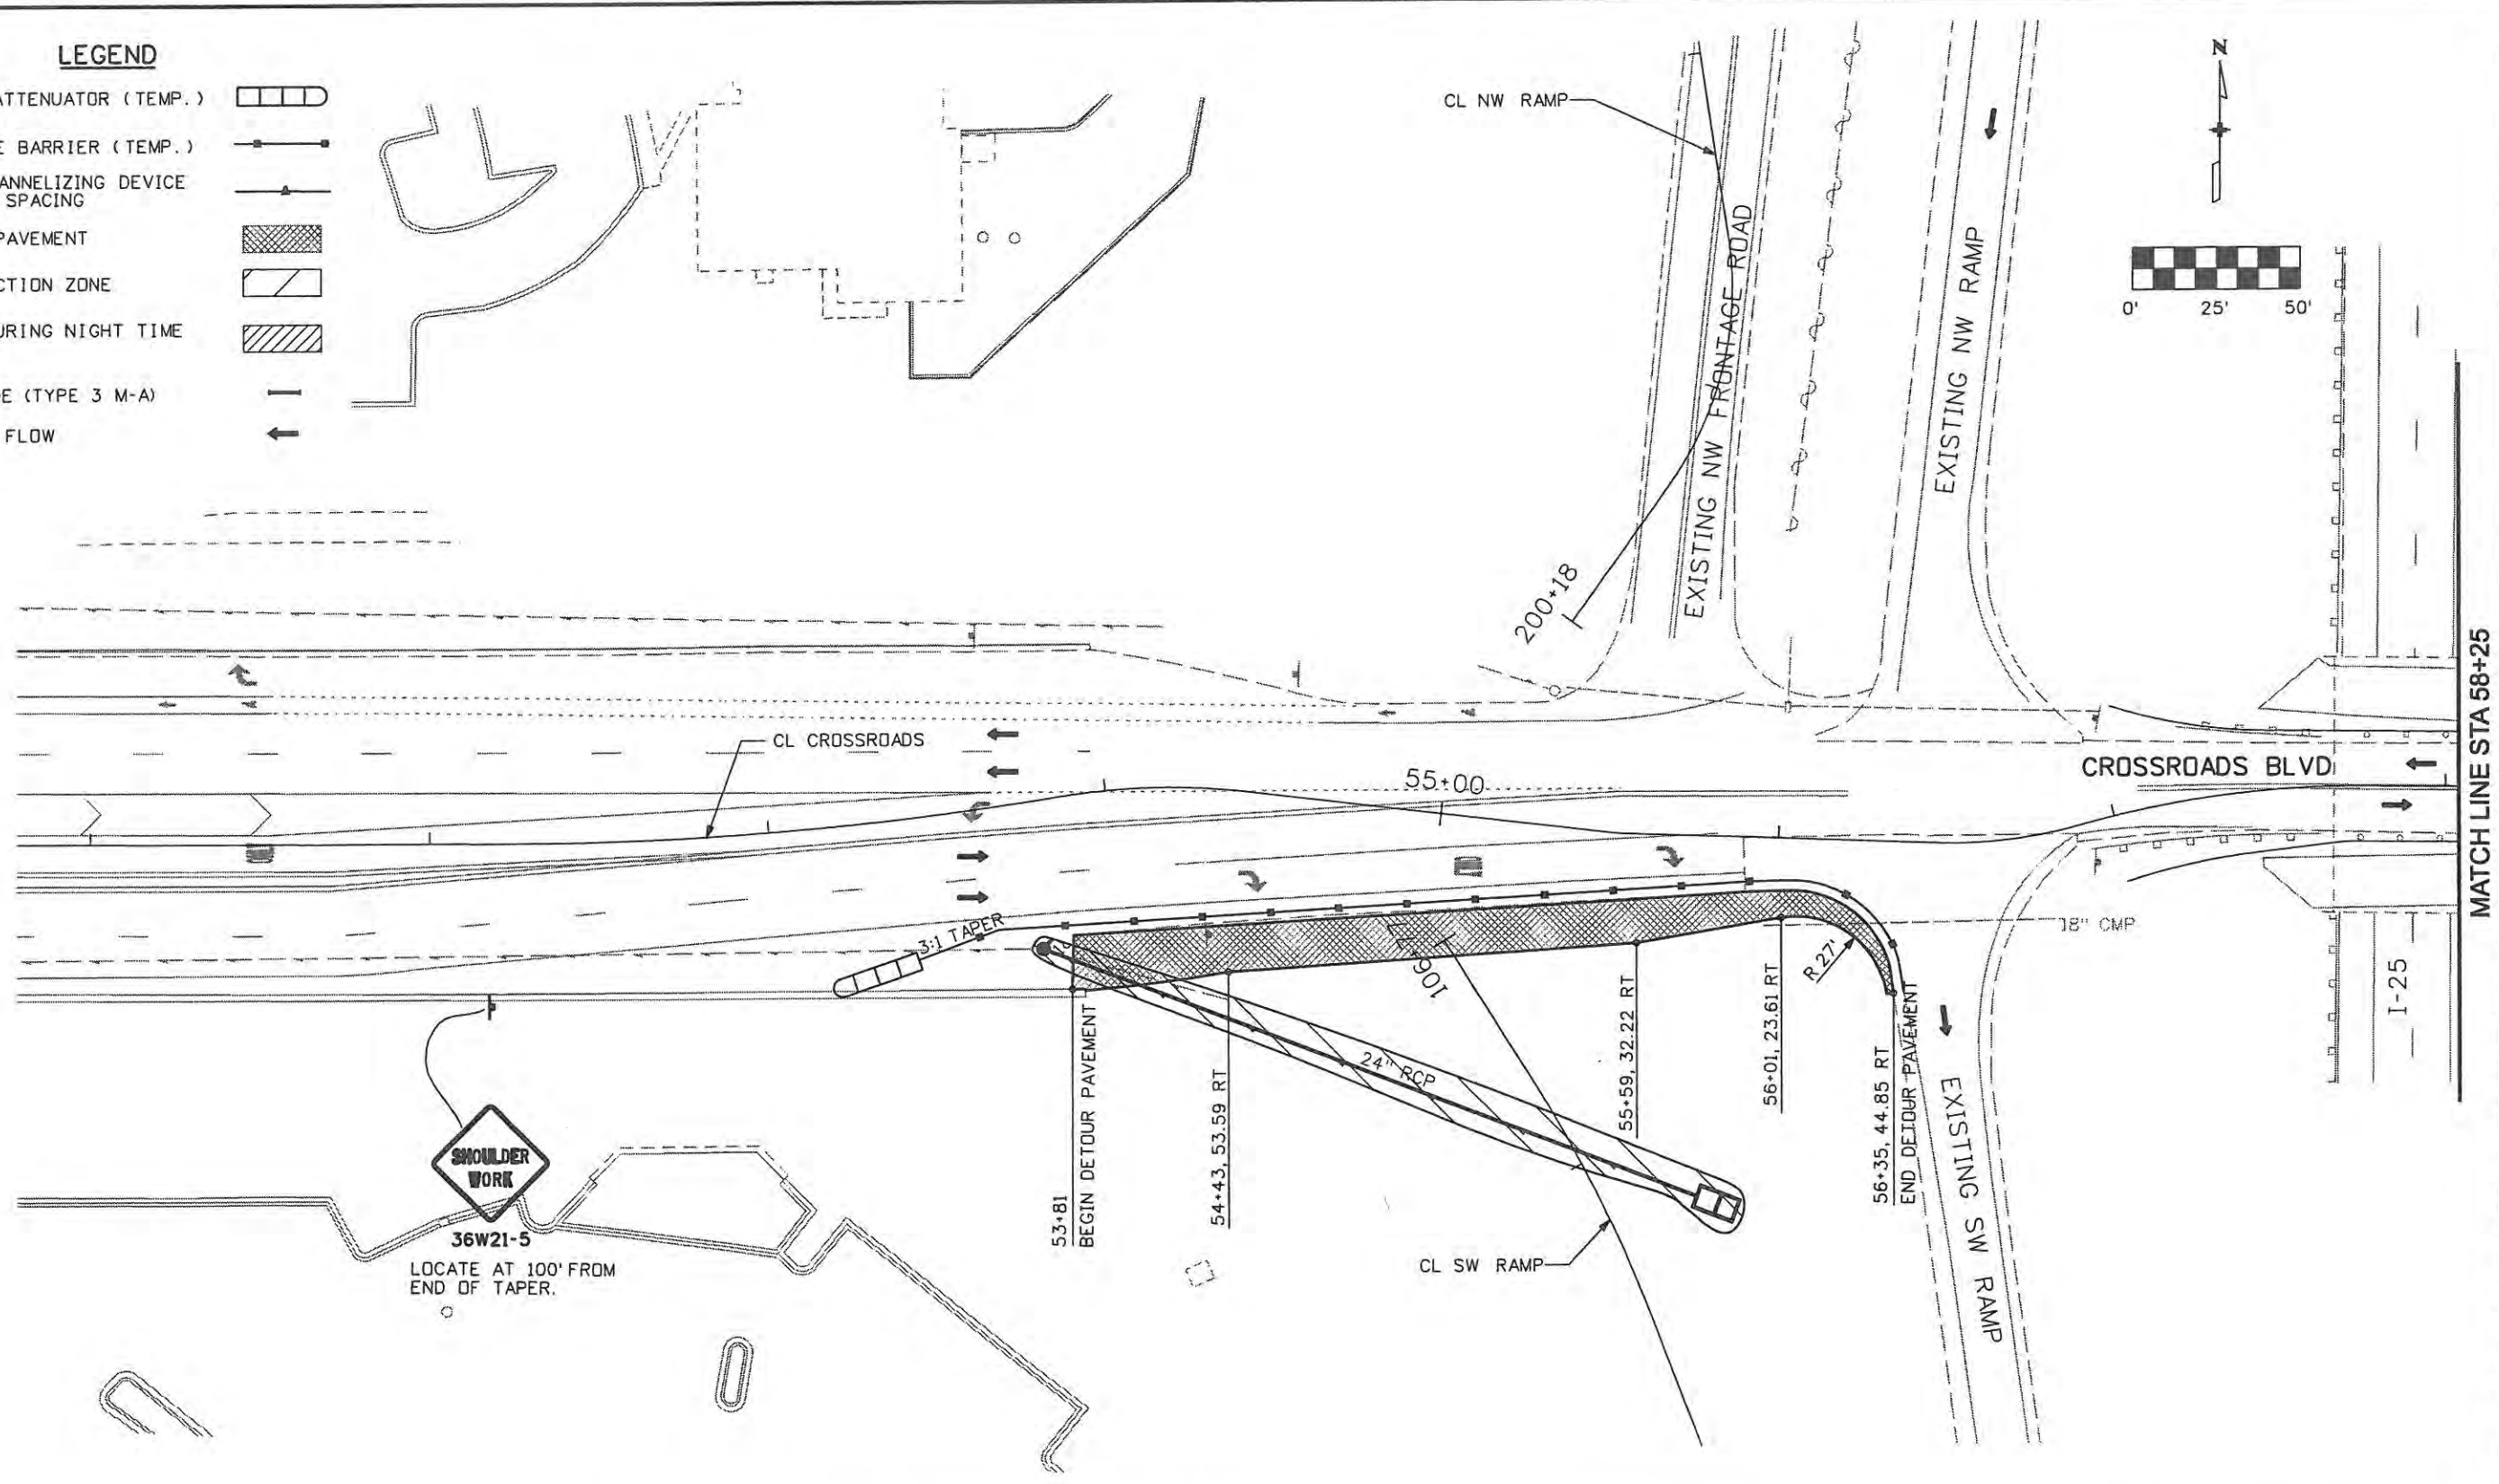 LEGEND
ATTENUATOR (TEMP.)
E BARRIER (TEMP.)
ANNELIZING DEVICE
SPACING
PAVEMENT
CTION ZONE
URING NIGHT TIME
E (TYPE 3 M-A)
FLOW
CL NW RAMP
N
0' 25' 50'
EXISTING NW FRONTAGE ROAD
EXISTING NW RAMP
200+18
CL CROSSROADS
55+00
CROSSROADS BLVD
MATCH LINE STA 58+25
3:1 TAPER
18" CMP
R 27'
106+77
I-25
24" RCP
53+81
BEGIN DETOUR PAVEMENT
54+43, 53.59 RT
55+59, 32.22 RT
56+01, 23.61 RT
56+35, 44.85 RT
END DETOUR PAVEMENT
EXISTING SW RAMP
SHOULDER
WORK
36W21-5
LOCATE AT 100' FROM
END OF TAPER.
CL SW RAMP